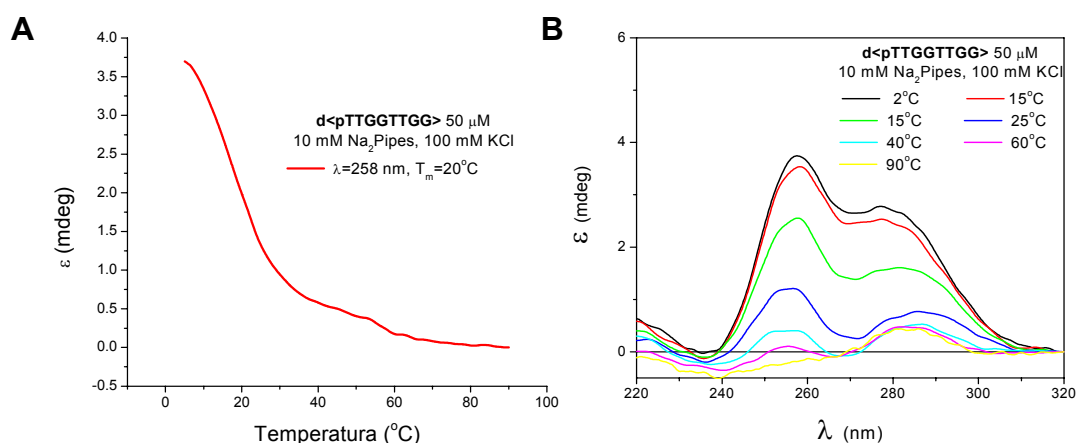 A
4.0
3.5
3.0
2.5
2.0
1.5
1.0
0.5
0.0
-0.5
0 20 40 60 80 100
ε (mdeg)
Temperatura (°C)
d<pTTGGTTGG> 50 μM
10 mM Na₂Pipes, 100 mM KCl
λ=258 nm, Tₘ=20°C
B
6
4
2
0
220 240 260 280 300 320
ε (mdeg)
λ (nm)
d<pTTGGTTGG> 50 μM
10 mM Na₂Pipes, 100 mM KCl
2°C 15°C
15°C 25°C
40°C 60°C
90°C